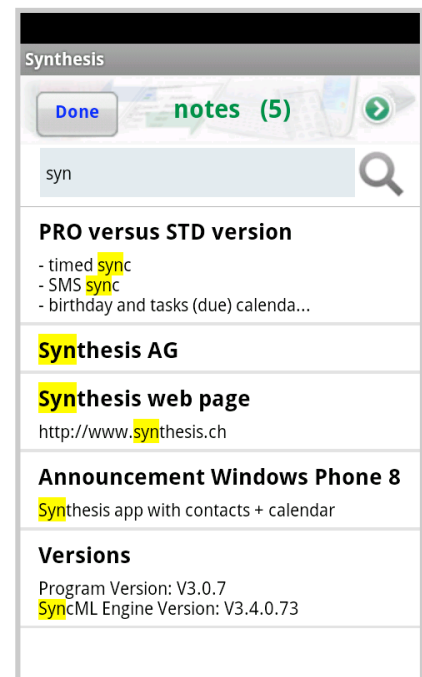 Synthesis
Done
notes (5)
syn
PRO versus STD version
- timed sync
- SMS sync
- birthday and tasks (due) calenda...
Synthesis AG
Synthesis web page
http://www.synthesis.ch
Announcement Windows Phone 8
Synthesis app with contacts + calendar
Versions
Program Version: V3.0.7
SyncML Engine Version: V3.4.0.73